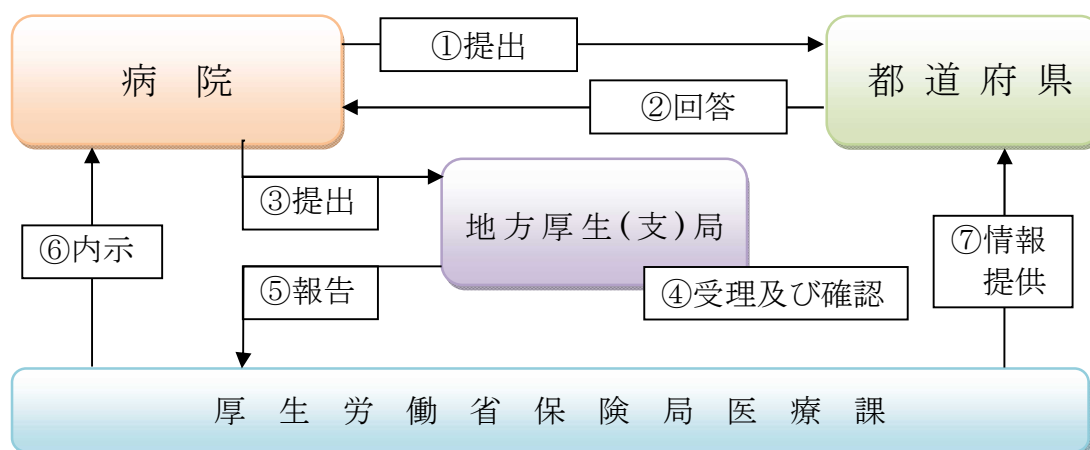 ①提出
病院
都道府県
②回答
③提出
地方厚生(支)局
⑥内示
⑦情報
提供
⑤報告
④受理及び確認
厚生労働省保険局医療課